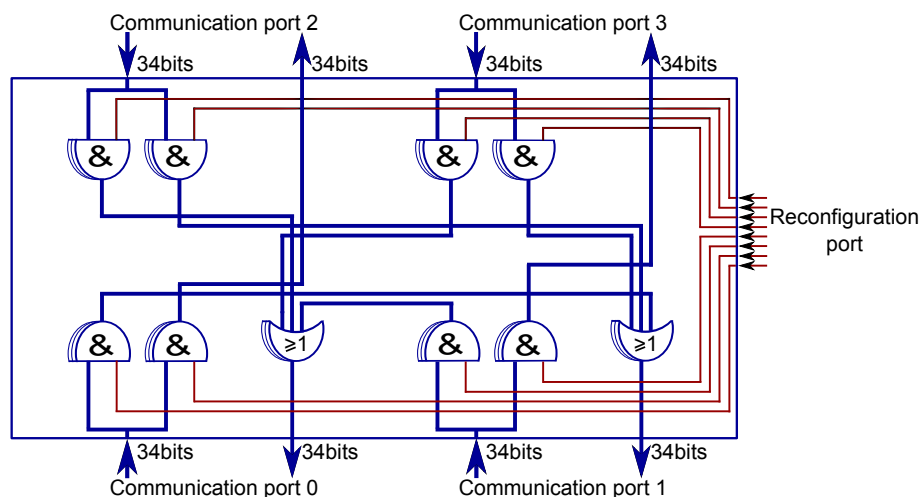 Communication port 2
Communication port 3
34bits
34bits
34bits
34bits
&
&
&
&
Reconfiguration
port
&
&
≥1
&
&
≥1
34bits
34bits
34bits
34bits
Communication port 0
Communication port 1